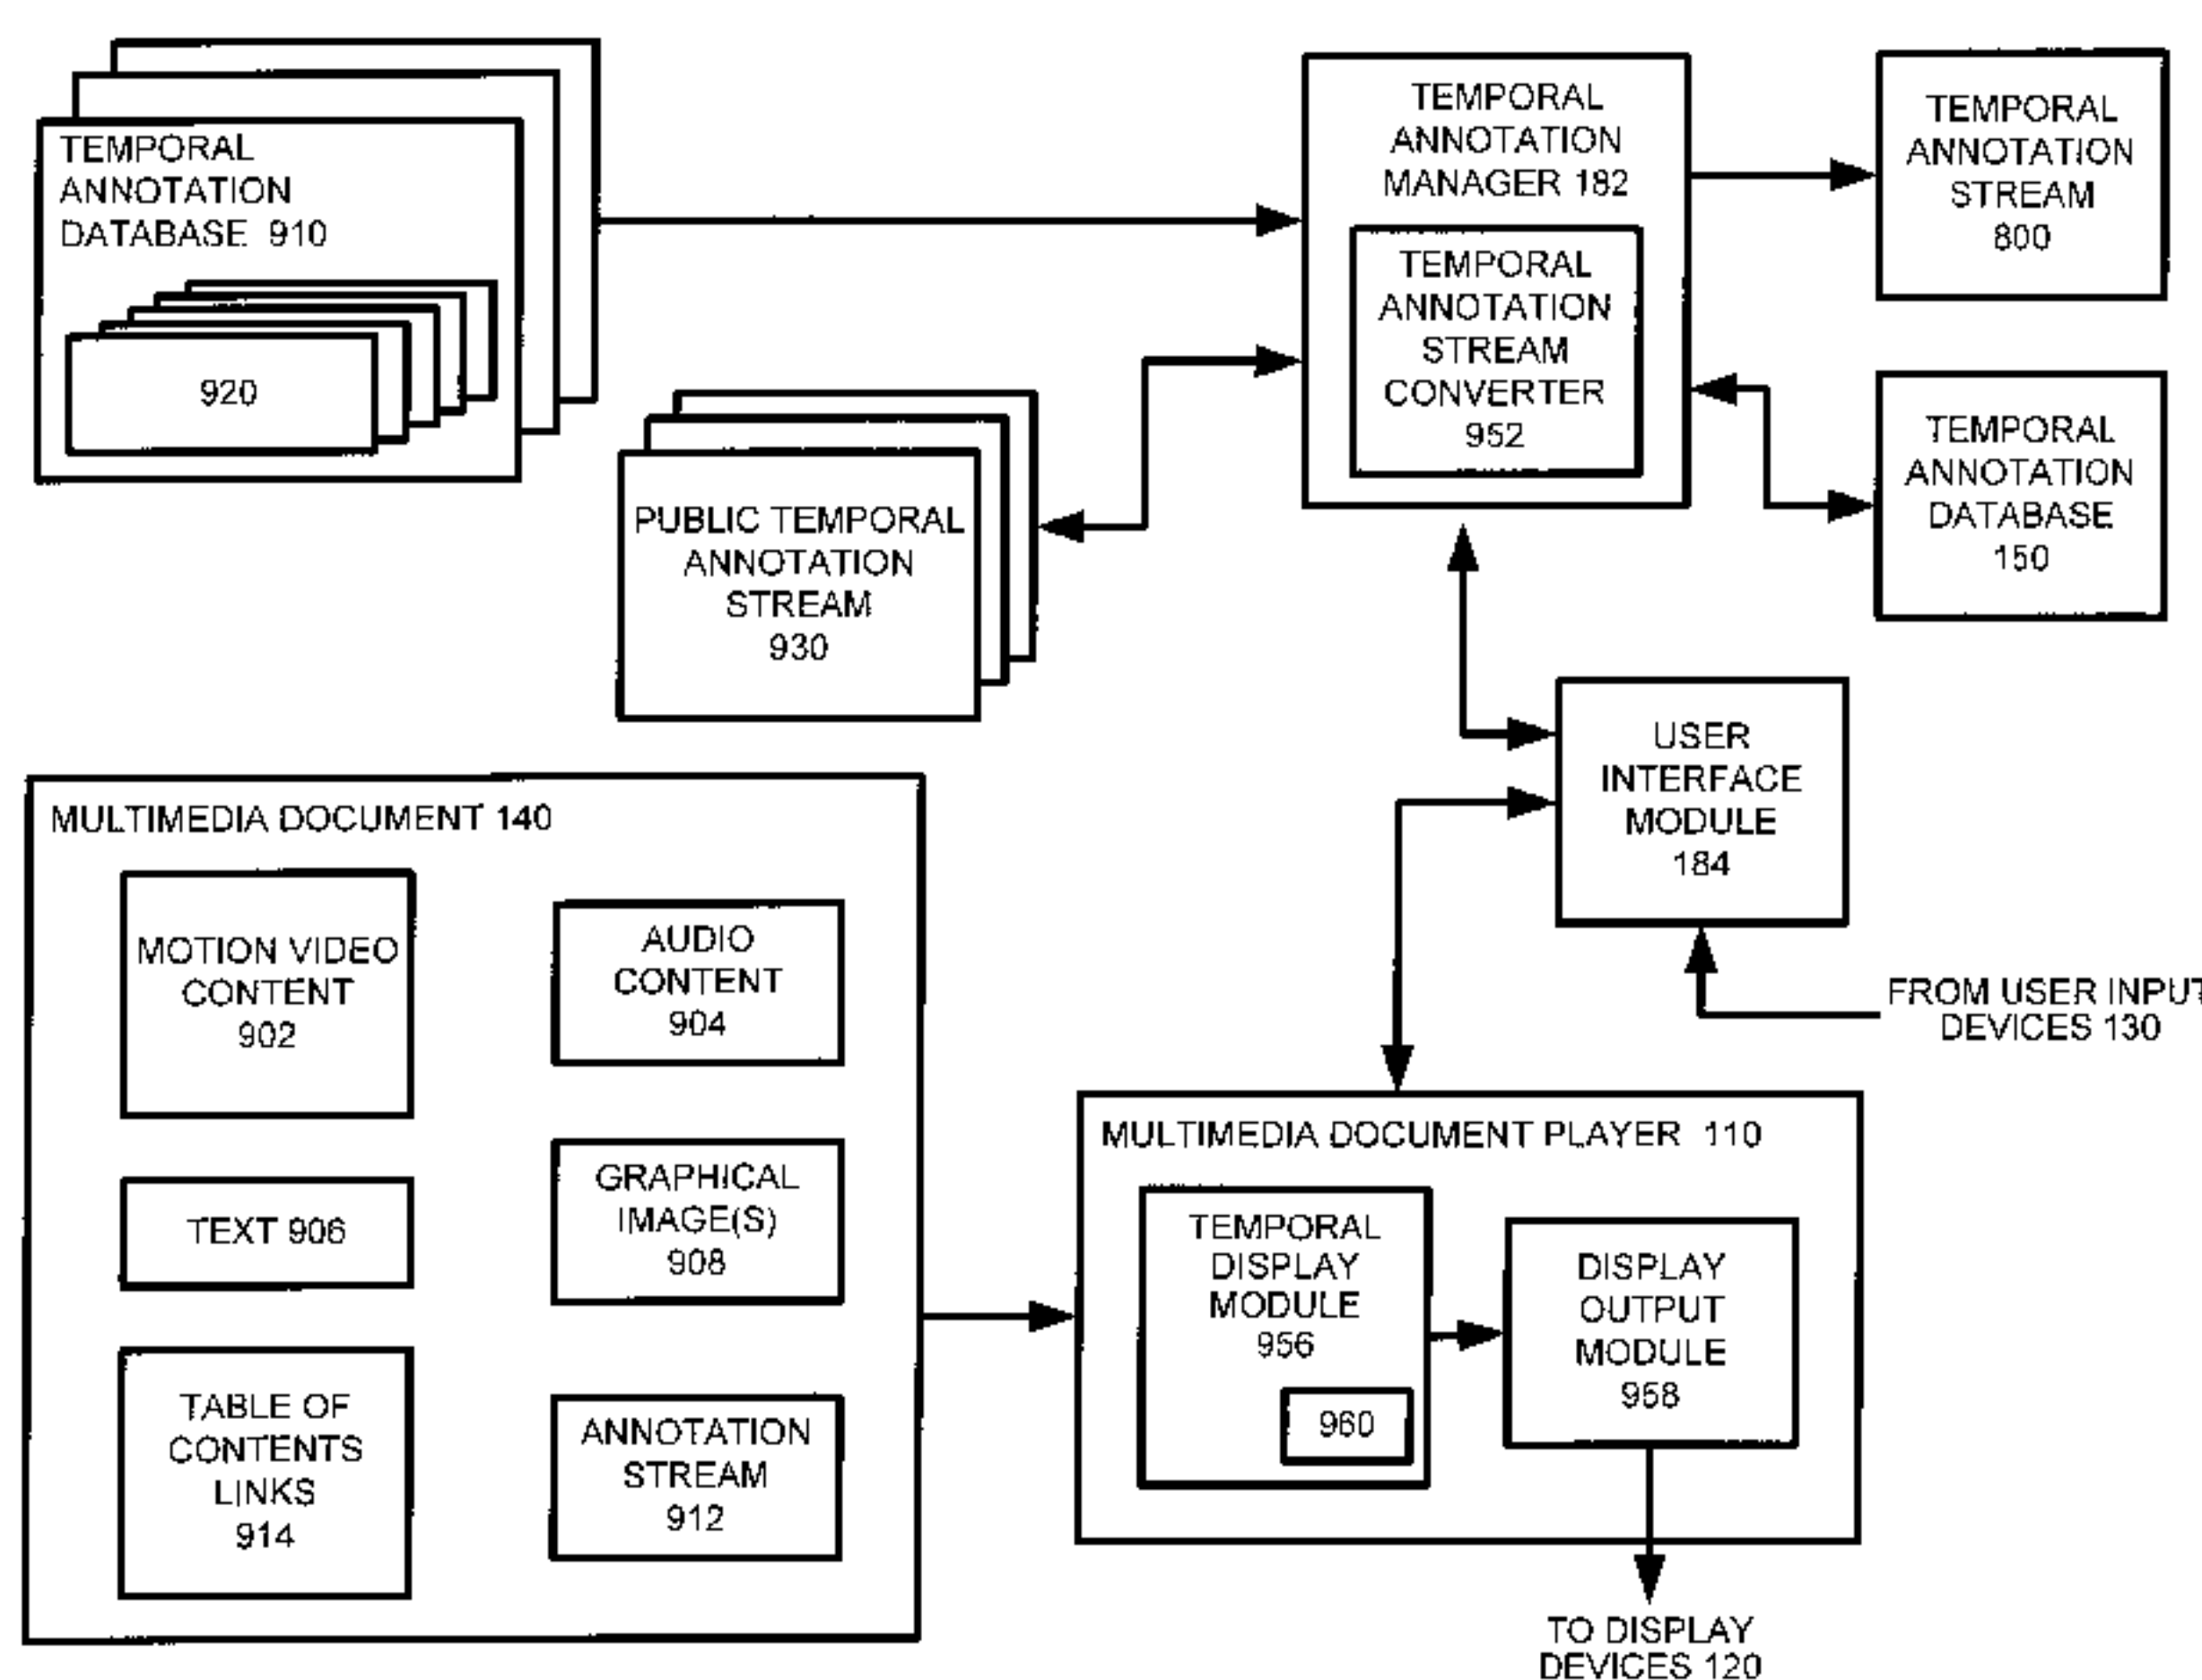 TEMPORAL
ANNOTATION
DATABASE 910
920
PUBLIC TEMPORAL
ANNOTATION
STREAM
930
TEMPORAL
ANNOTATION
MANAGER 182
TEMPORAL
ANNOTATION
STREAM
CONVERTER
952
TEMPORAL
ANNOTATION
STREAM
800
TEMPORAL
ANNOTATION
DATABASE
150
USER
INTERFACE
MODULE
184
FROM USER INPUT
DEVICES 130
MULTIMEDIA DOCUMENT 140
MOTION VIDEO
CONTENT
902
AUDIO
CONTENT
904
TEXT 906
GRAPHICAL
IMAGE(S)
908
TABLE OF
CONTENTS
LINKS
914
ANNOTATION
STREAM
912
MULTIMEDIA DOCUMENT PLAYER 110
TEMPORAL
DISPLAY
MODULE
956
960
DISPLAY
OUTPUT
MODULE
958
TO DISPLAY
DEVICES 120